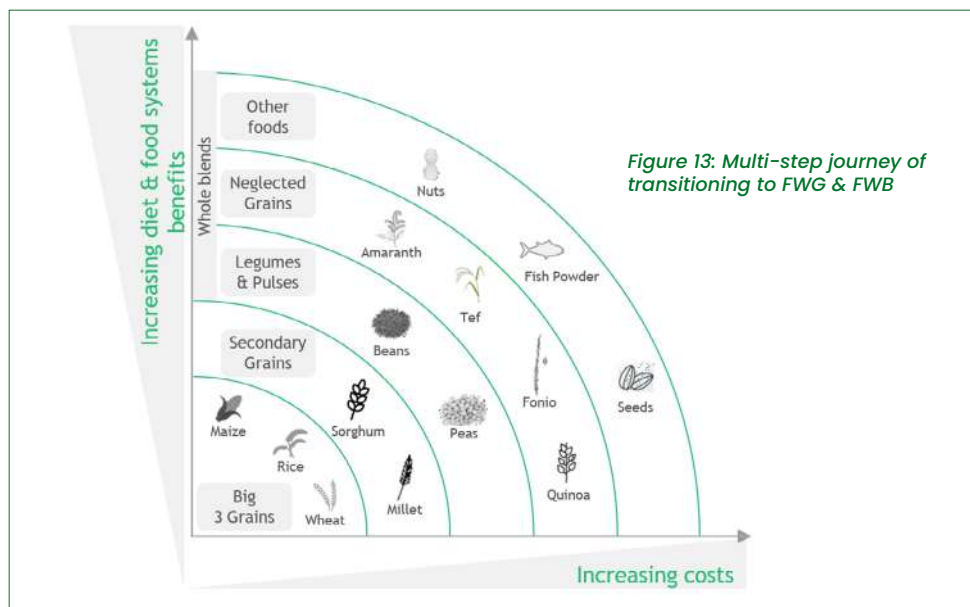 Increasing diet & food systems
benefits
Whole blends
Other
foods
Nuts
Figure 13: Multi-step journey of
transitioning to FWG & FWB
Neglected
Grains
Amaranth
Fish Powder
Legumes
& Pulses
Tef
Beans
Secondary
Grains
Fonio
Seeds
Maize
Sorghum
Peas
Rice
Big
3 Grains
Wheat
Millet
Quinoa
Increasing costs